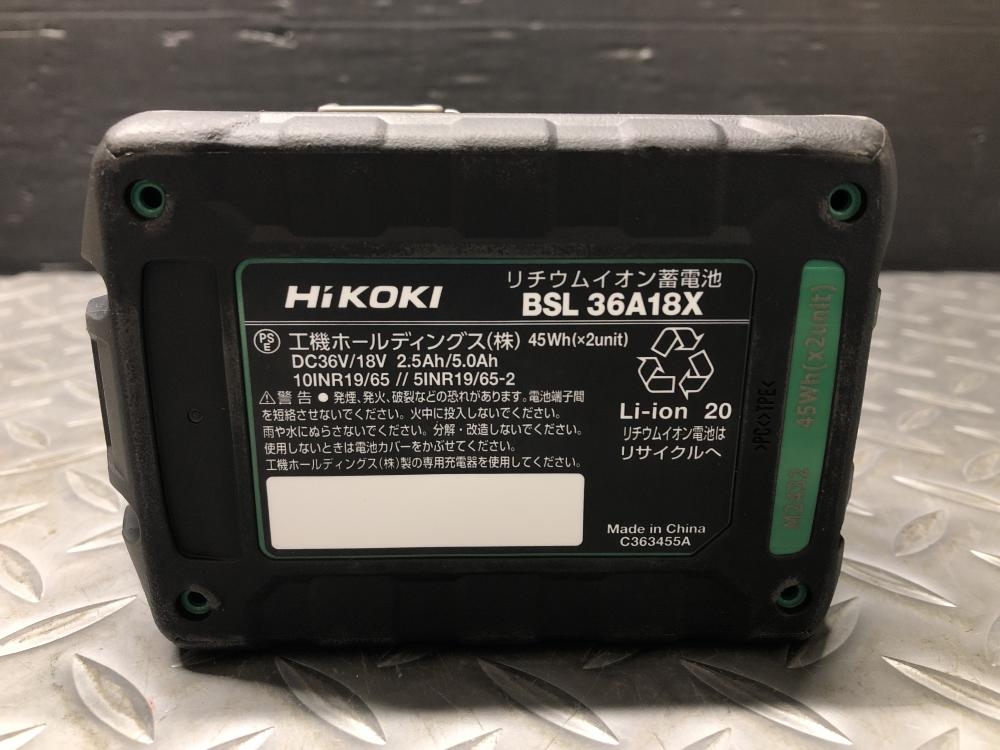 HiKOKI
リチウムイオン蓄電池
BSL 36A18X
PSE 工機ホールディングス(株) 45Wh(×2unit)
DC36V/18V 2.5Ah/5.0Ah
10INR19/65 // 5INR19/65-2
⚠警告 ● 発煙、発火、破裂などの恐れがあります。電池端子間
を短絡させないでください。火中に投入しないでください。
雨や水にぬらさないでください。分解・改造しないでください。
使用しないときは電池カバーをかぶせてください。
工機ホールディングス(株)製の専用充電器を使用してください。
Li-ion 20
リチウムイオン電池は
リサイクルへ
Made in China
C363455A
>PC<>TPE<
M2432 45Wh(x2unit)